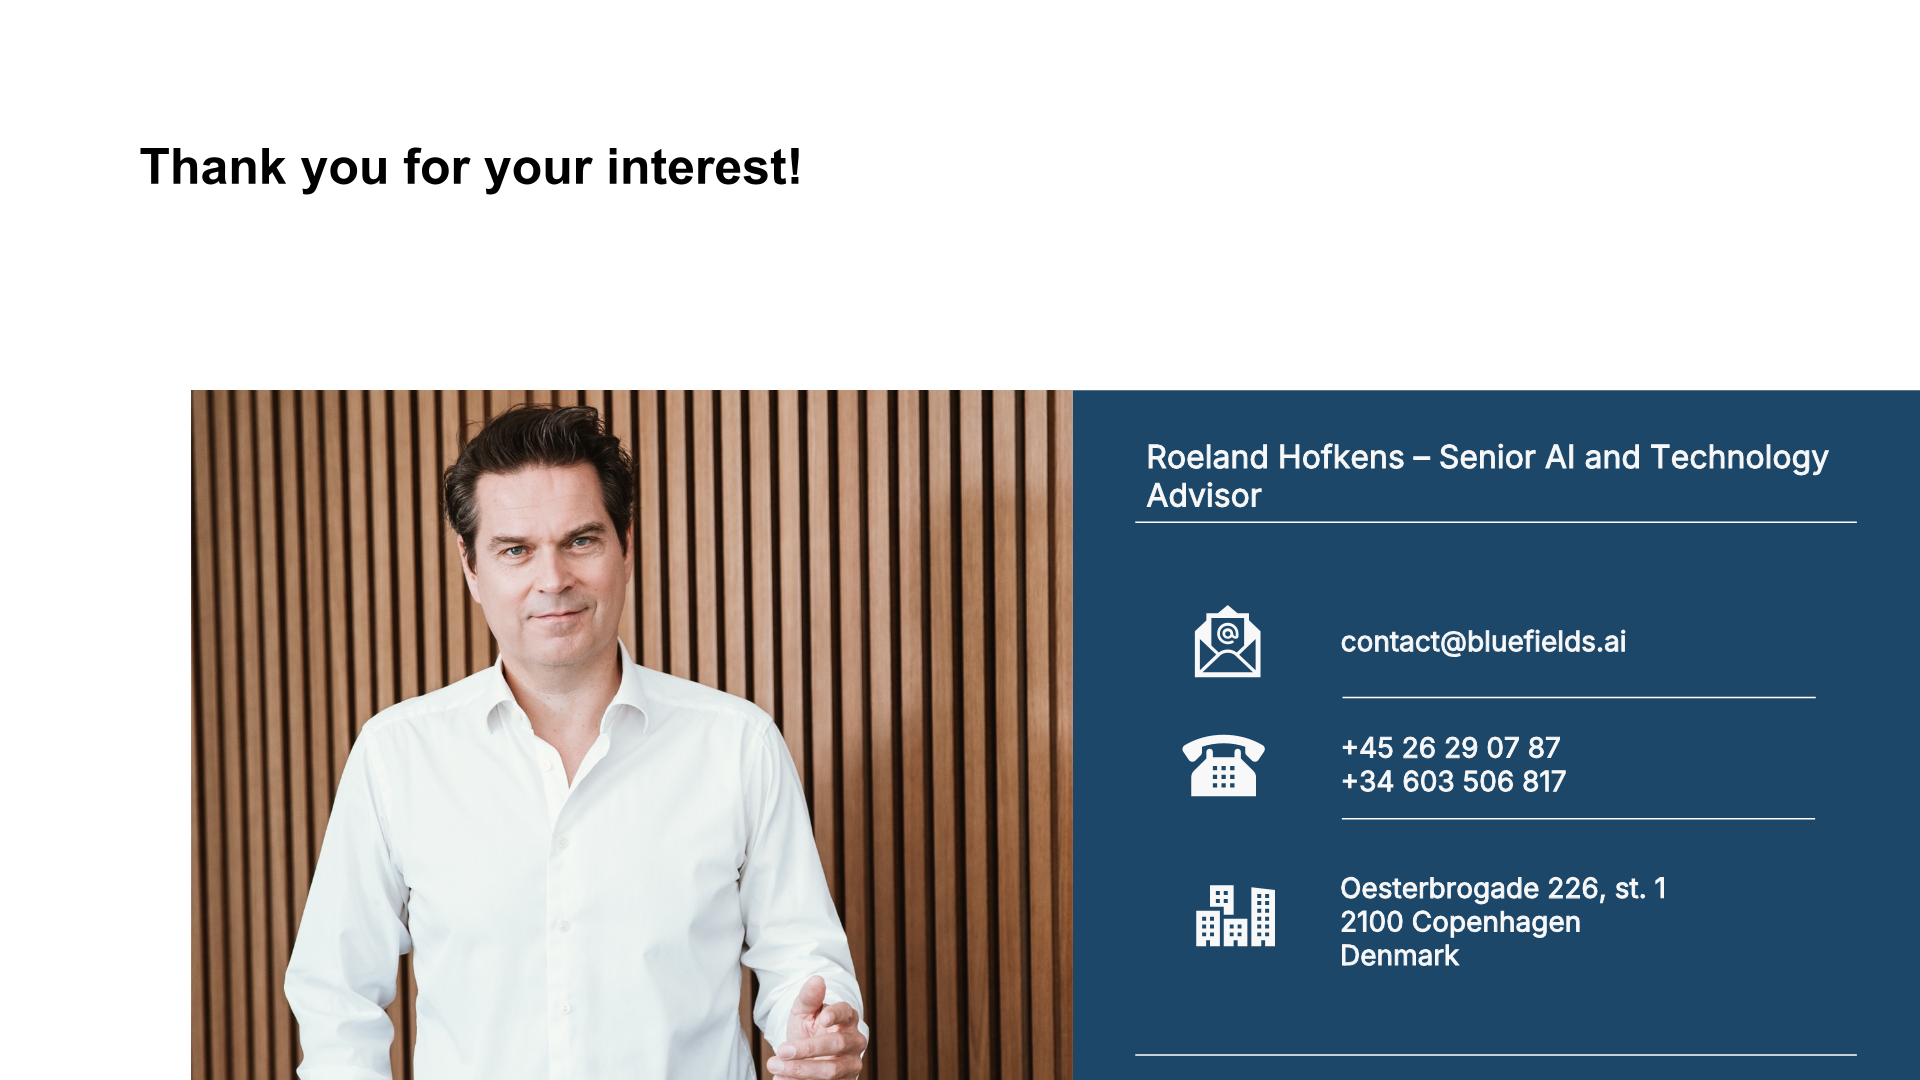 Thank you for your interest!
Roeland Hofkens – Senior AI and Technology
Advisor
contact@bluefields.ai
+45 26 29 07 87
+34 603 506 817
Oesterbrogade 226, st. 1
2100 Copenhagen
Denmark